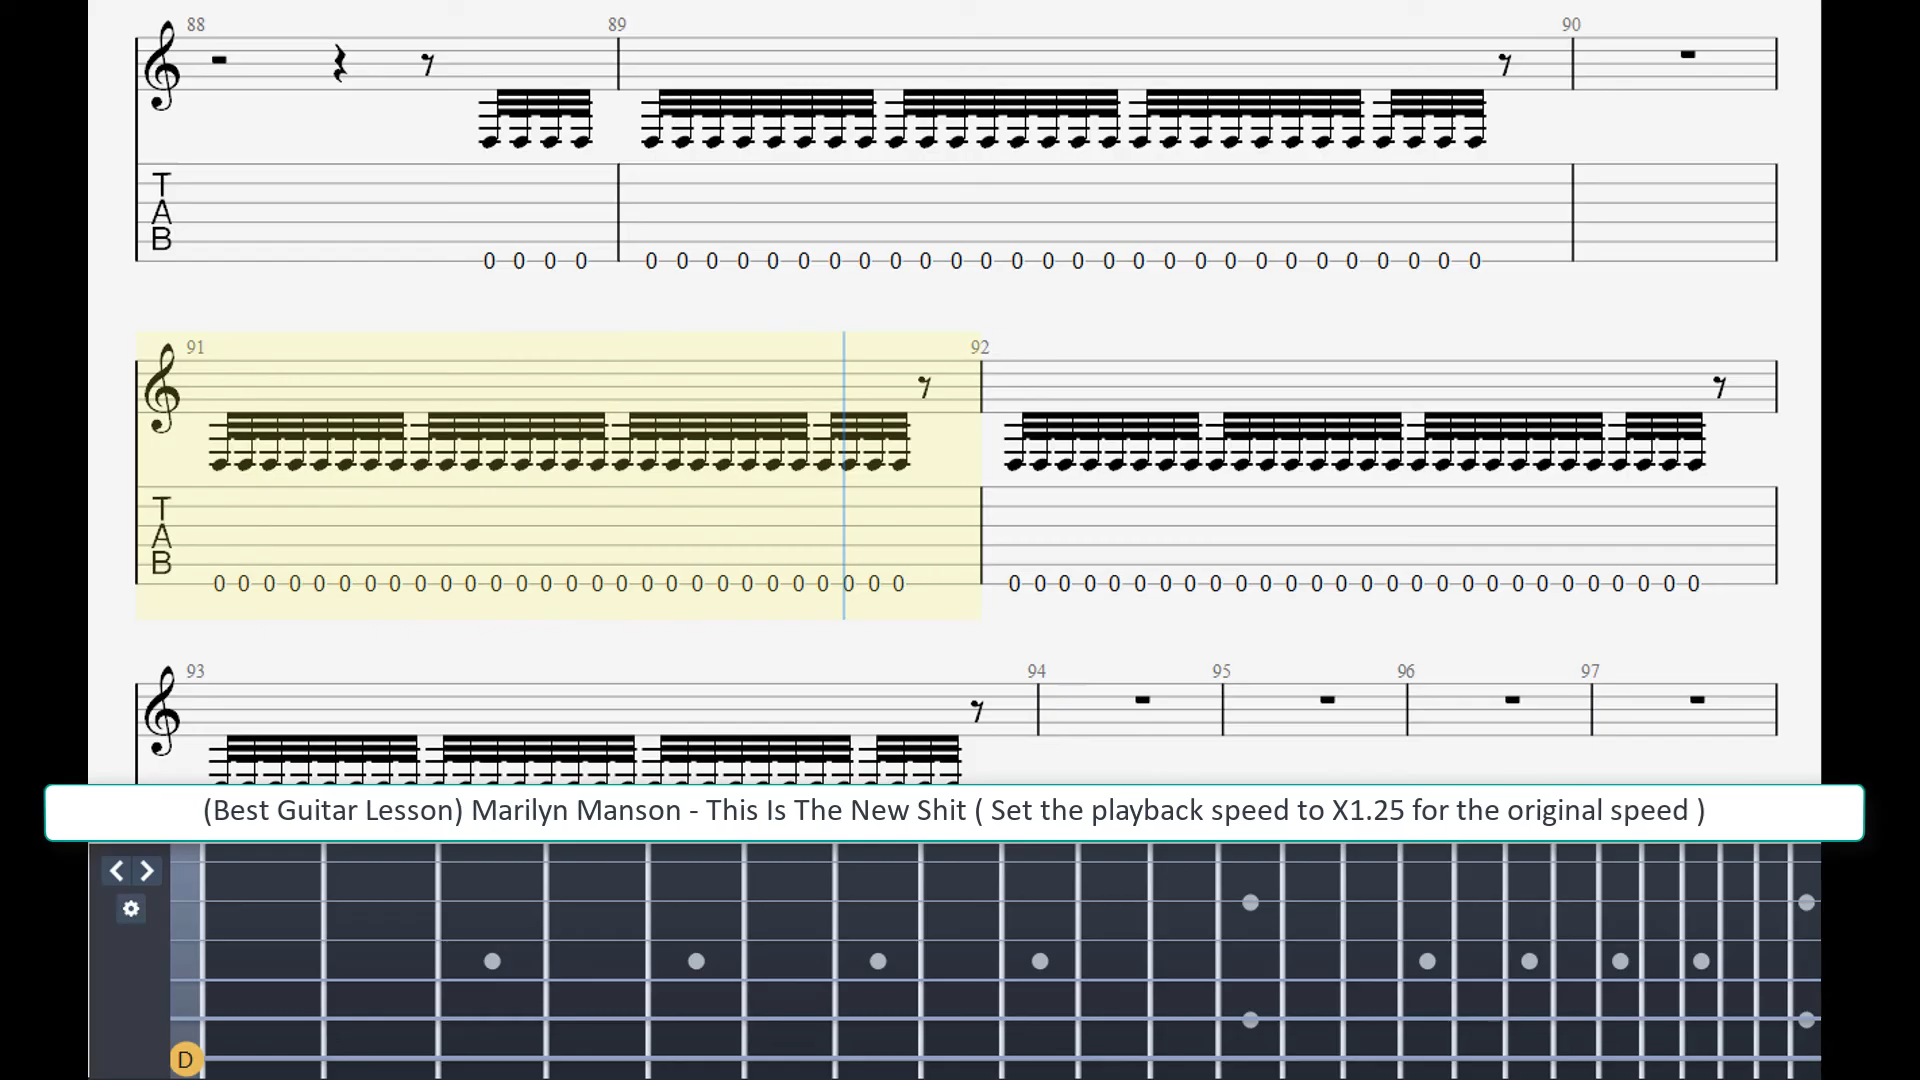 88 89 90
T
A
B
0 0 0 0 0 0 0 0 0 0 0 0 0 0 0 0 0 0 0 0 0 0 0 0 0 0 0 0 0 0 0 0
91 92
T
A
B
0 0 0 0 0 0 0 0 0 0 0 0 0 0 0 0 0 0 0 0 0 0 0 0 0 0 0 0 0 0 0 0 0 0 0 0 0 0 0 0 0 0 0 0 0 0 0 0 0 0 0 0 0 0 0 0
93 94 95 96 97
(Best Guitar Lesson) Marilyn Manson - This Is The New Shit ( Set the playback speed to X1.25 for the original speed )
D